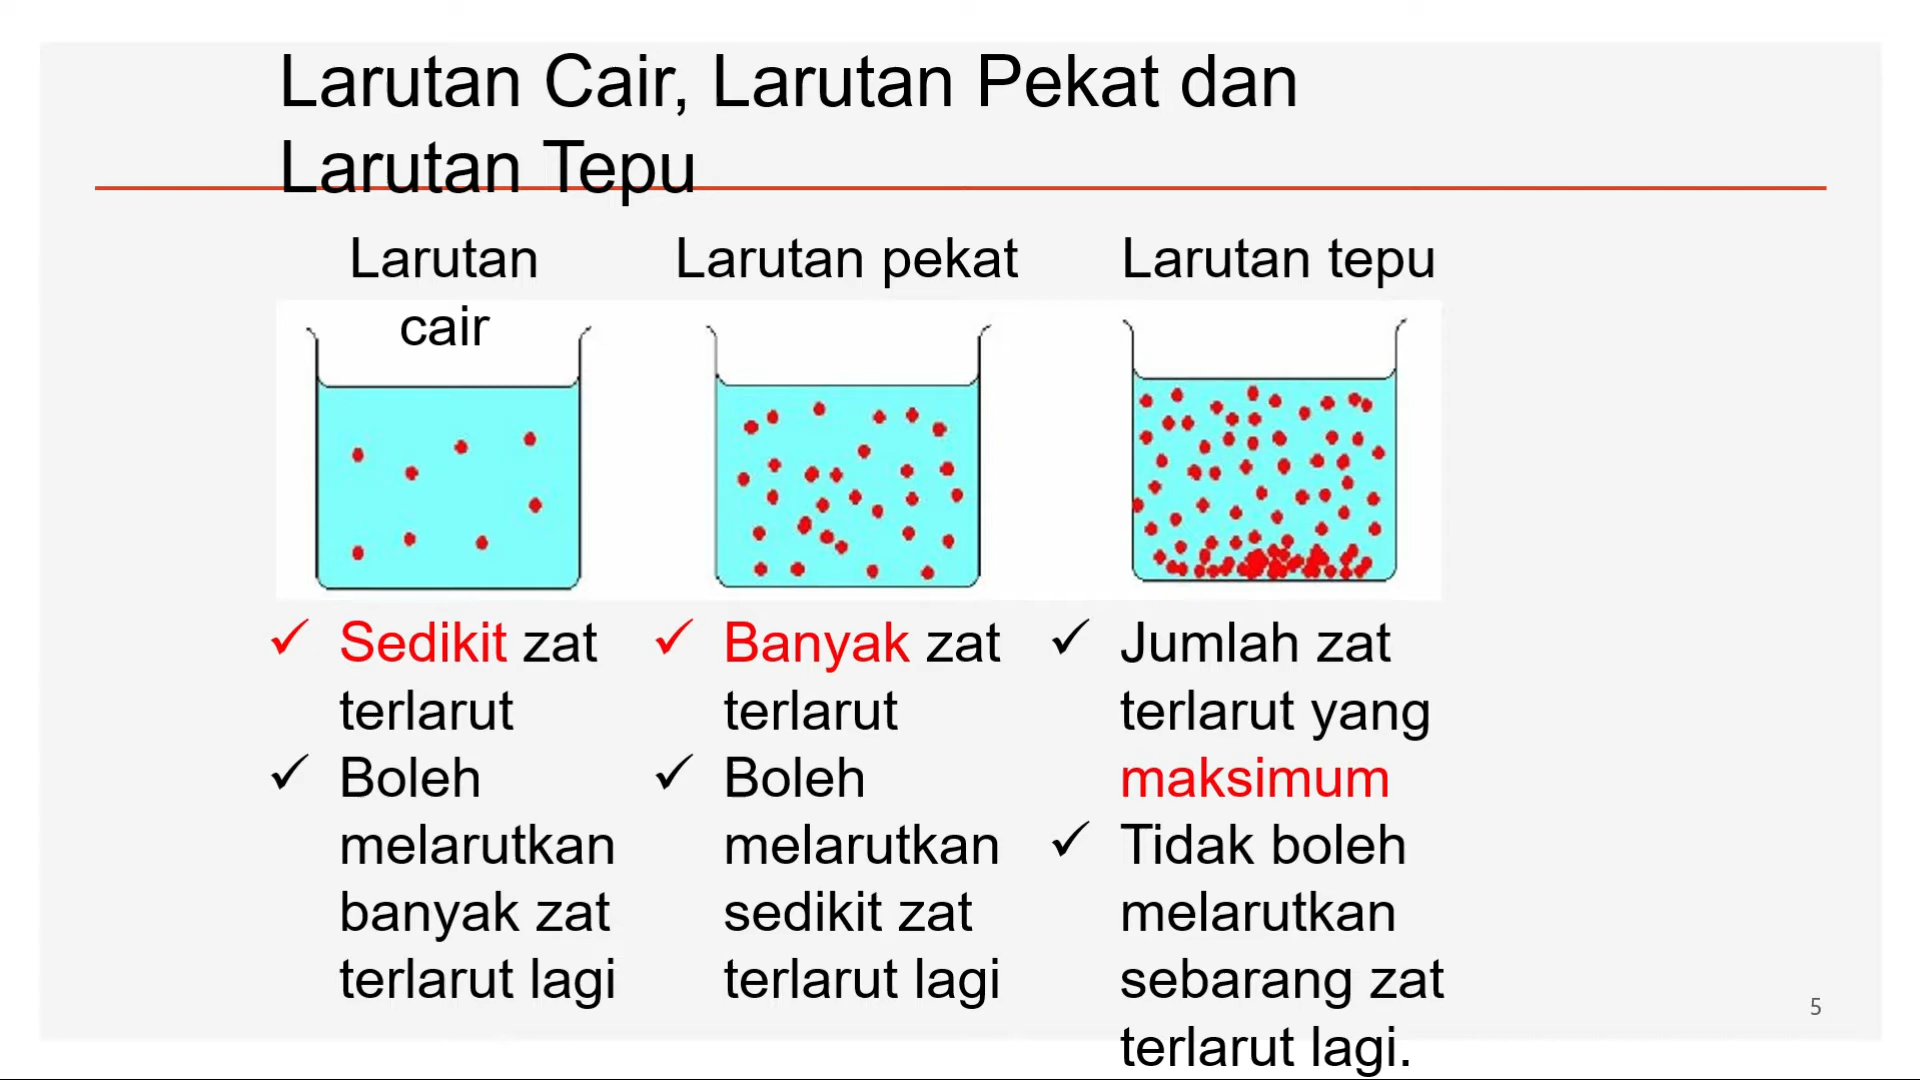 Larutan Cair, Larutan Pekat dan
Larutan Tepu
Larutan
cair
Larutan pekat
Larutan tepu
✓ Sedikit zat
terlarut
✓ Boleh
melarutkan
banyak zat
terlarut lagi
✓ Banyak zat
terlarut
✓ Boleh
melarutkan
sedikit zat
terlarut lagi
✓ Jumlah zat
terlarut yang
maksimum
✓ Tidak boleh
melarutkan
sebarang zat
terlarut lagi.
5